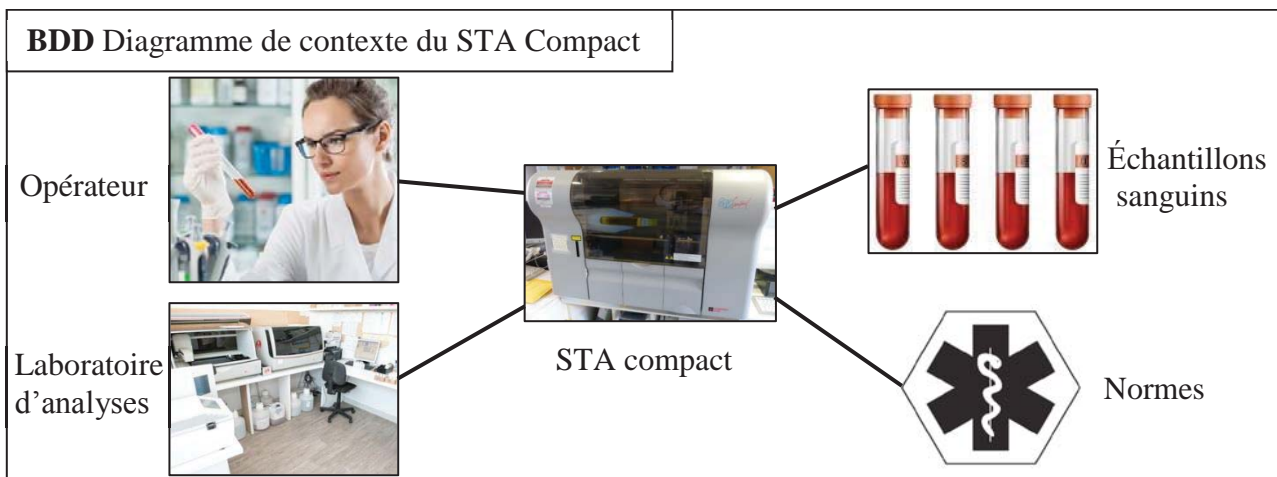 BDD Diagramme de contexte du STA Compact
Opérateur
Échantillons
sanguins
STA compact
Laboratoire
d’analyses
Normes